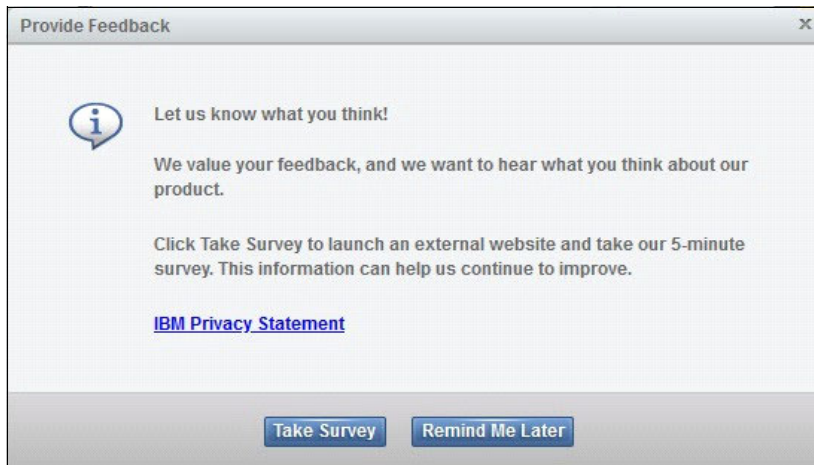 Provide Feedback
x
Let us know what you think!
We value your feedback, and we want to hear what you think about our
product.
Click Take Survey to launch an external website and take our 5-minute
survey. This information can help us continue to improve.
IBM Privacy Statement
Take Survey Remind Me Later